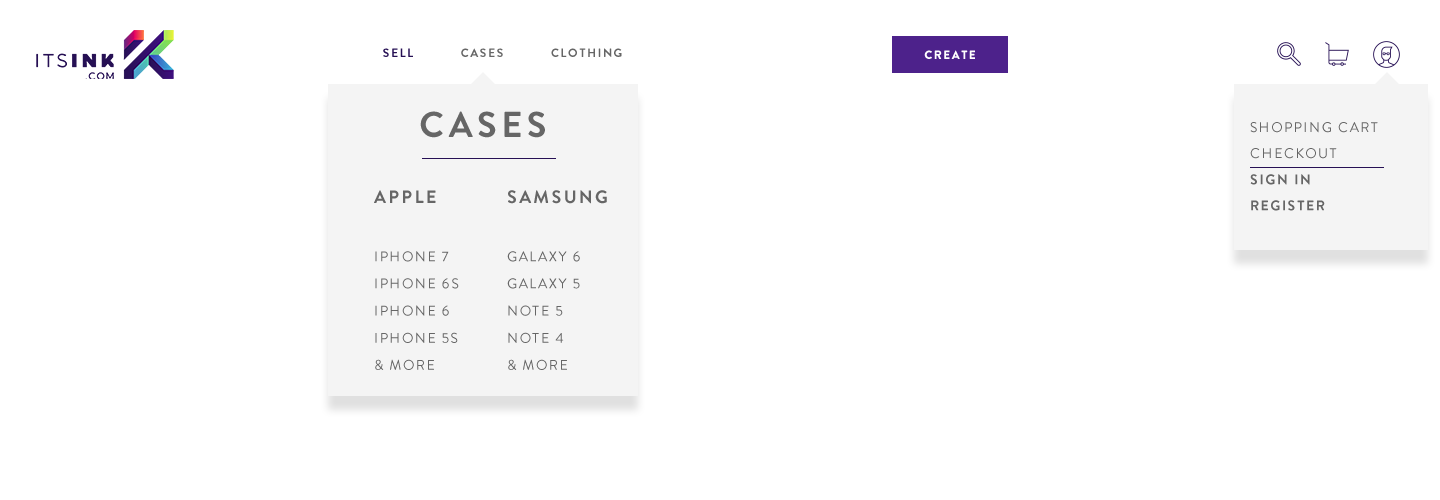 ITSINK
.COM
SELL
CASES
CLOTHING
CREATE
CASES
APPLE
IPHONE 7
IPHONE 6S
IPHONE 6
IPHONE 5S
& MORE
SAMSUNG
GALAXY 6
GALAXY 5
NOTE 5
NOTE 4
& MORE
SHOPPING CART
CHECKOUT
SIGN IN
REGISTER